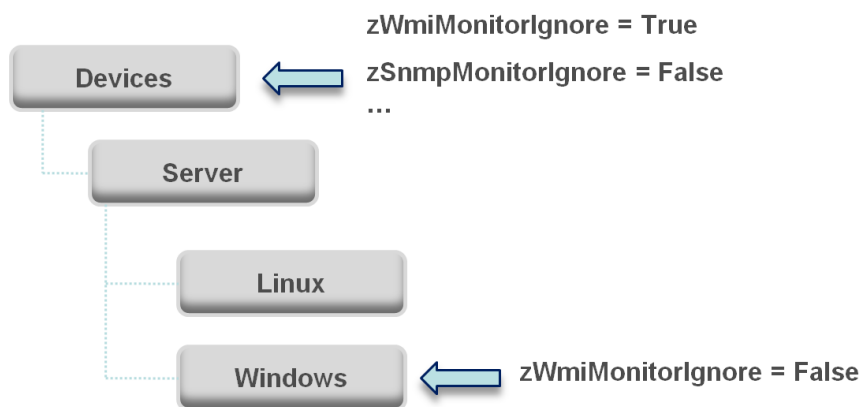 zWmiMonitorIgnore = True
Devices
zSnmpMonitorIgnore = False
...
Server
Linux
Windows
zWmiMonitorIgnore = False